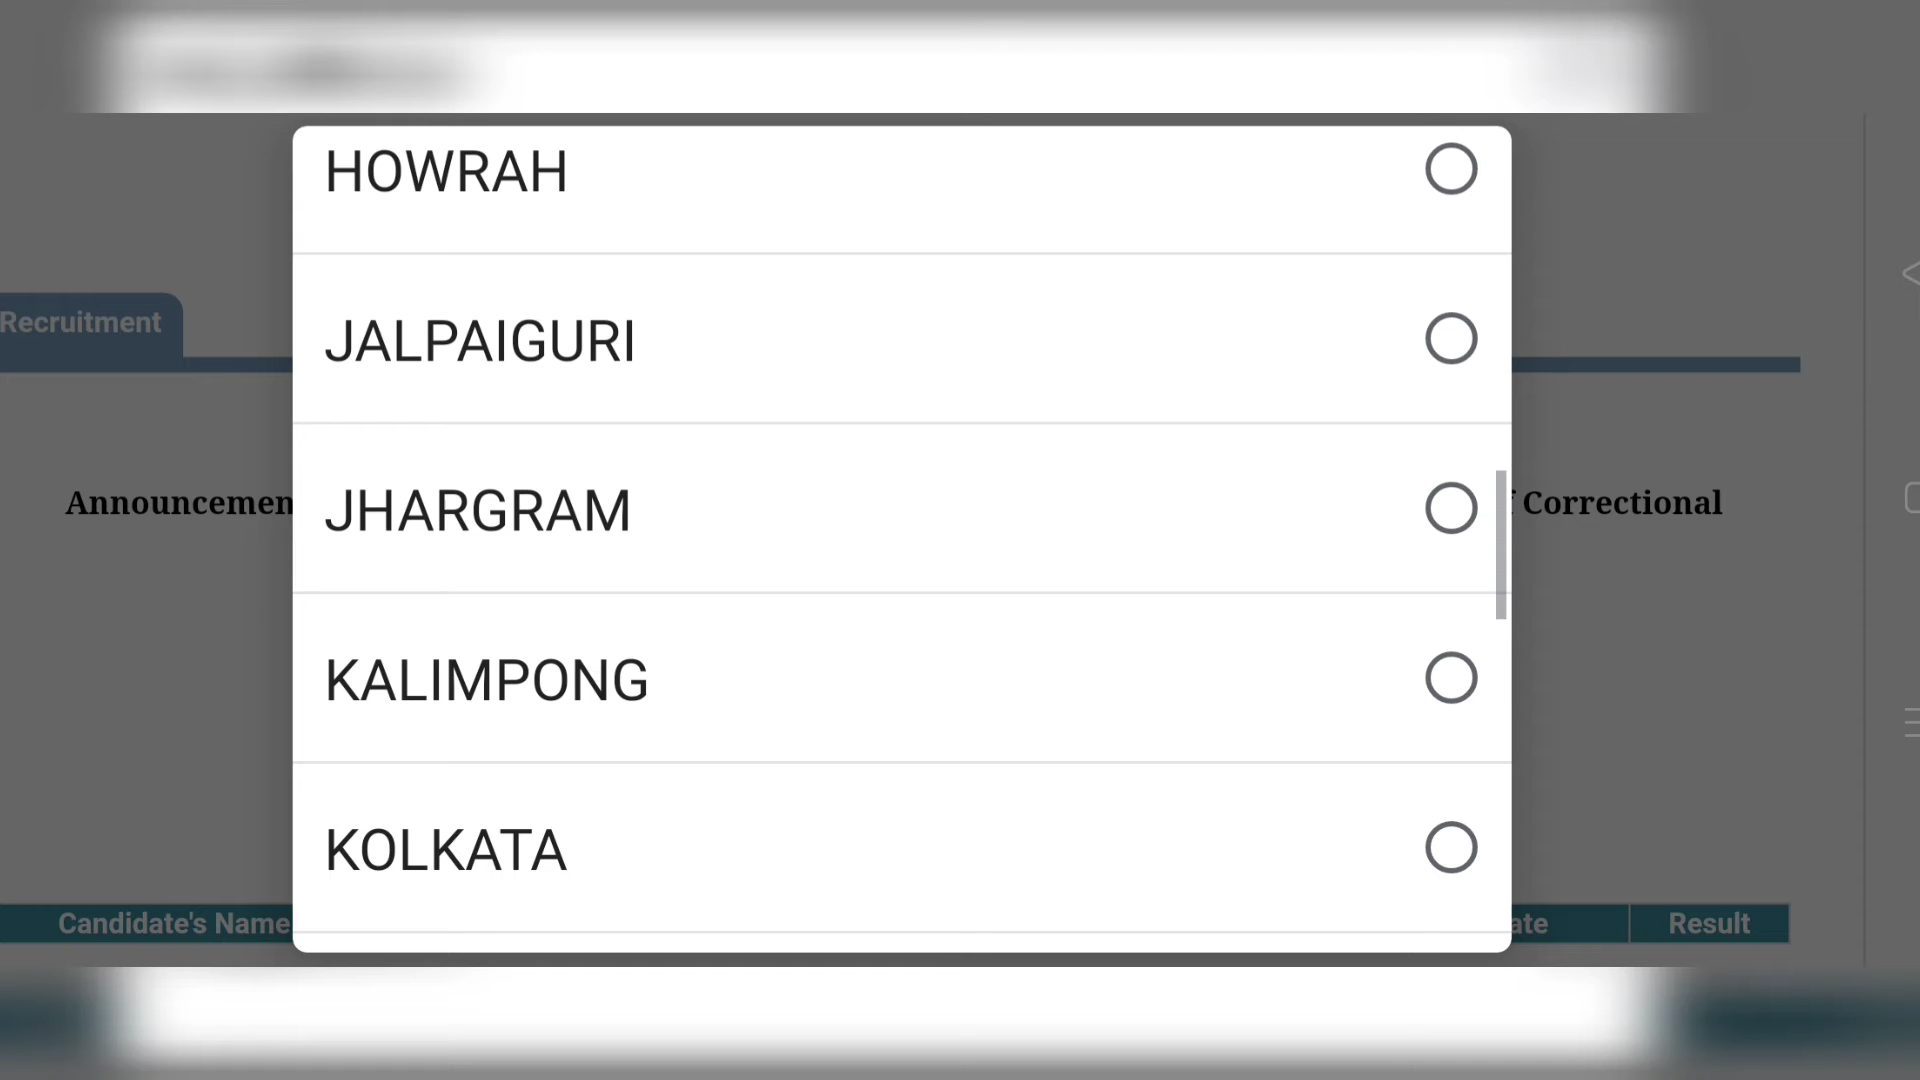 HOWRAH
JALPAIGURI
Recruitment
JHARGRAM
Announcemen
Correctional
KALIMPONG
KOLKATA
Candidate's Name
ate
Result